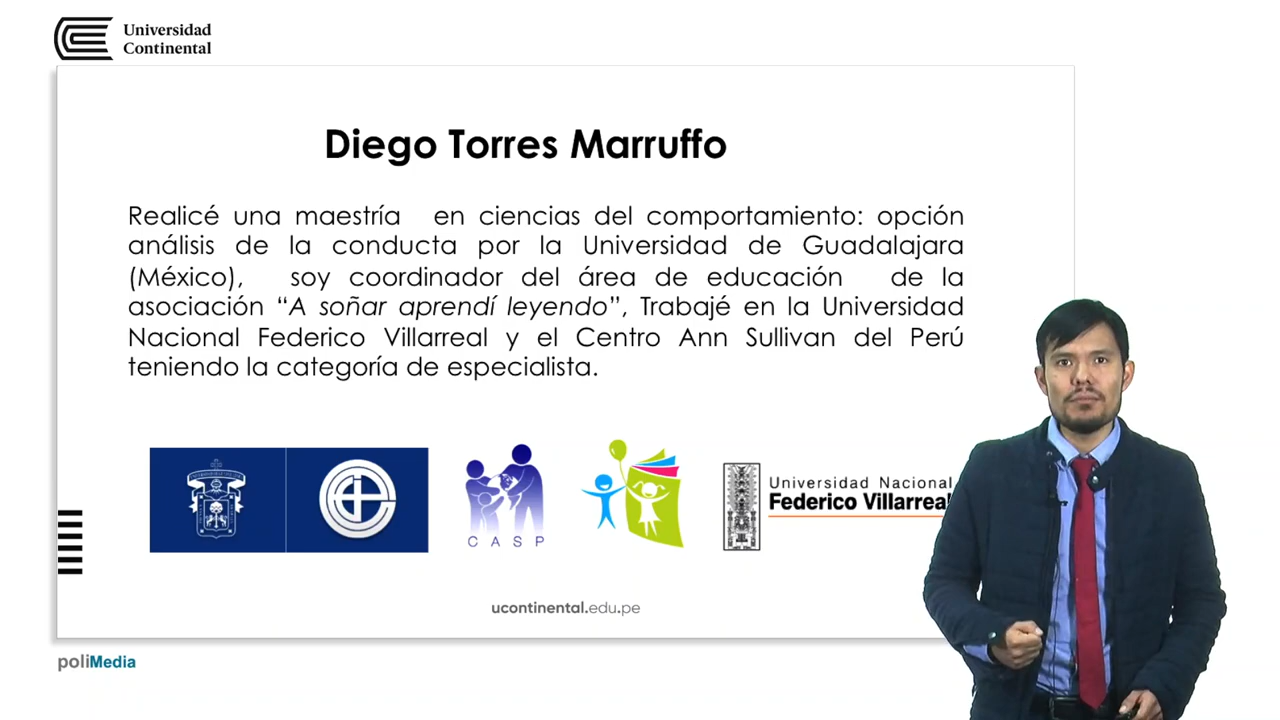 Universidad
Continental
Diego Torres Marruffo
Realicé una maestría en ciencias del comportamiento: opción
análisis de la conducta por la Universidad de Guadalajara
(México), soy coordinador del área de educación de la
asociación “A soñar aprendí leyendo”, Trabajé en la Universidad
Nacional Federico Villarreal y el Centro Ann Sullivan del Perú
teniendo la categoría de especialista.
CASP
Universidad Nacional
Federico Villarreal
ucontinental.edu.pe
poliMedia